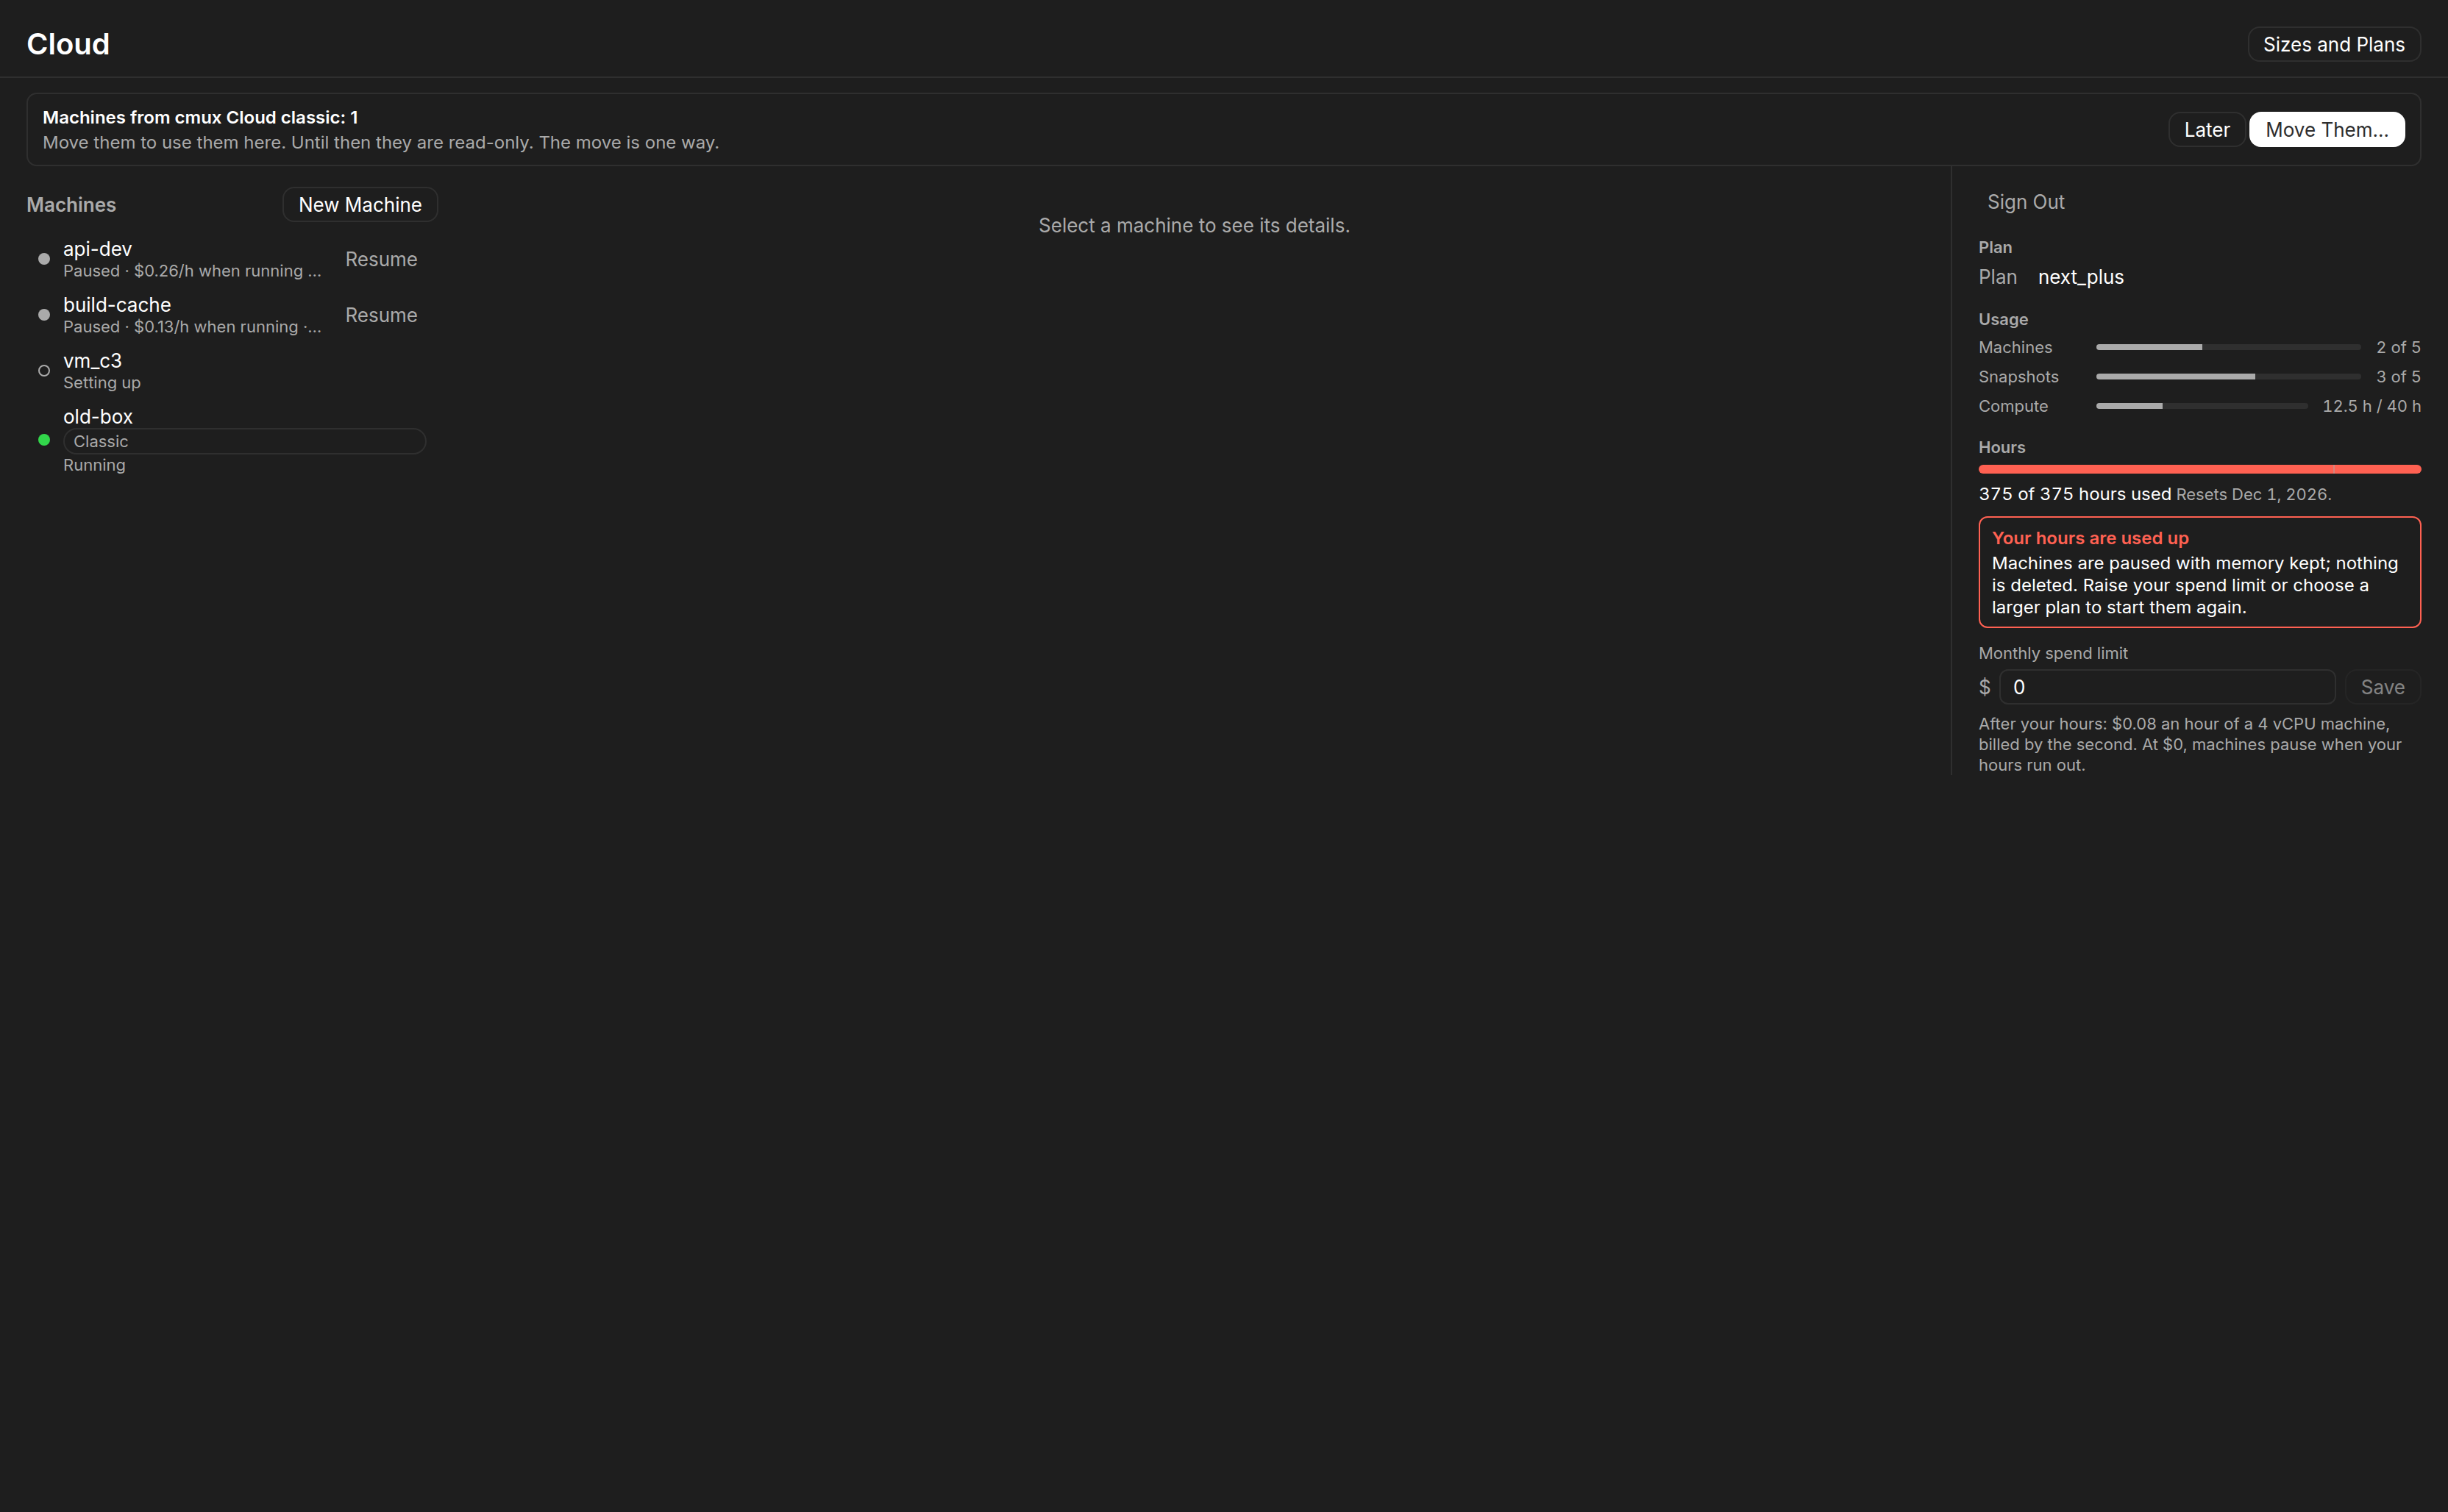 Cloud
Sizes and Plans
Machines from cmux Cloud classic: 1
Move them to use them here. Until then they are read-only. The move is one way.
Later
Move Them...
Machines
New Machine
api-dev
Paused · $0.26/h when running ...
Resume
build-cache
Paused · $0.13/h when running ·...
Resume
vm_c3
Setting up
old-box
Classic
Running
Select a machine to see its details.
Sign Out
Plan
Plan next_plus
Usage
Machines 2 of 5
Snapshots 3 of 5
Compute 12.5 h / 40 h
Hours
375 of 375 hours used Resets Dec 1, 2026.
Your hours are used up
Machines are paused with memory kept; nothing
is deleted. Raise your spend limit or choose a
larger plan to start them again.
Monthly spend limit
$ 0 Save
After your hours: $0.08 an hour of a 4 vCPU machine,
billed by the second. At $0, machines pause when your
hours run out.